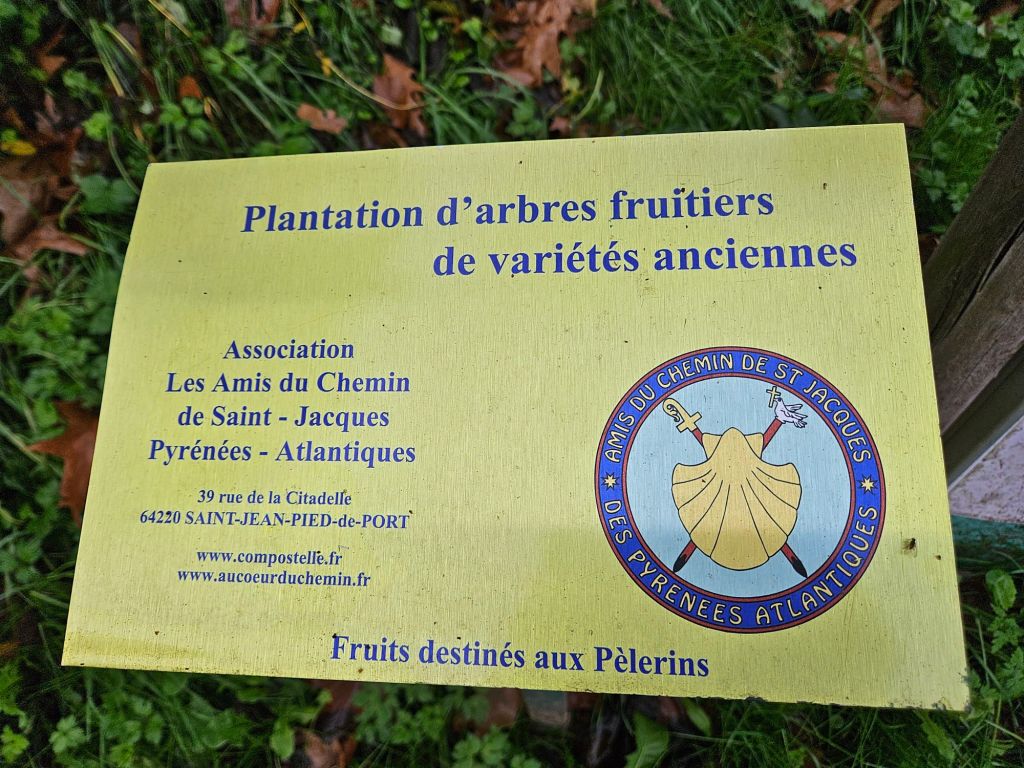 Plantation d'arbres fruitiers
de variétés anciennes
Association
Les Amis du Chemin
de Saint - Jacques
Pyrénées - Atlantiques
39 rue de la Citadelle
64220 SAINT-JEAN-PIED-de-PORT
www.compostelle.fr
www.aucoeurduchemin.fr
AMIS DU CHEMIN DE ST JACQUES
DES PYRENEES ATLANTIQUES
Fruits destinés aux Pèlerins